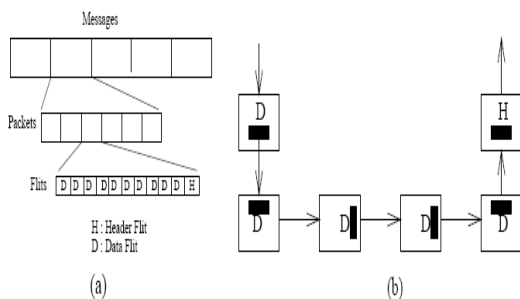 Messages
Packets
Flits D D D D D D D D D H
H : Header Flit
D : Data Flit
(a)
D H
D D D D
(b)